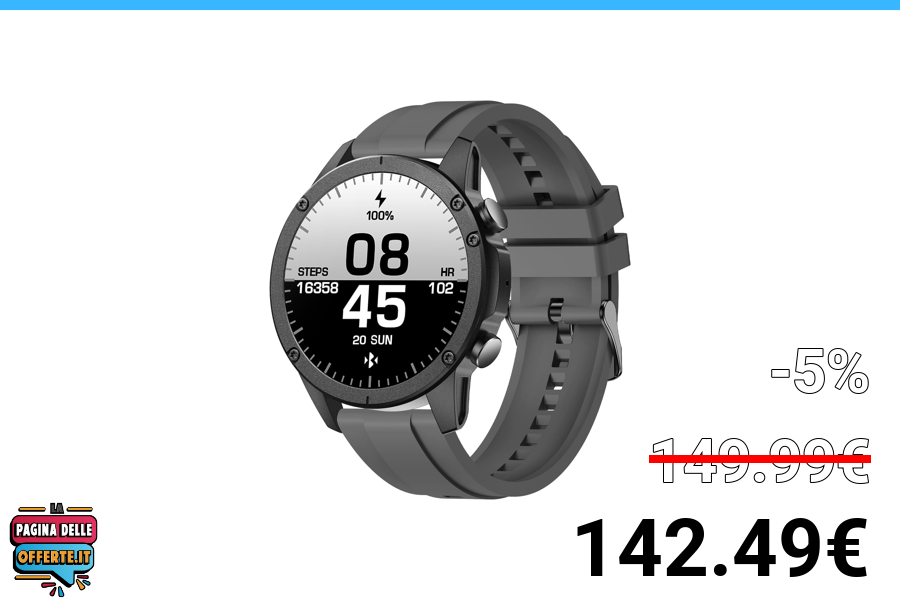 100%
08
STEPS HR
16358 102
45
20 SUN
-5%
149.99€
142.49€
LA
PAGINA DELLE
OFFERTE.IT